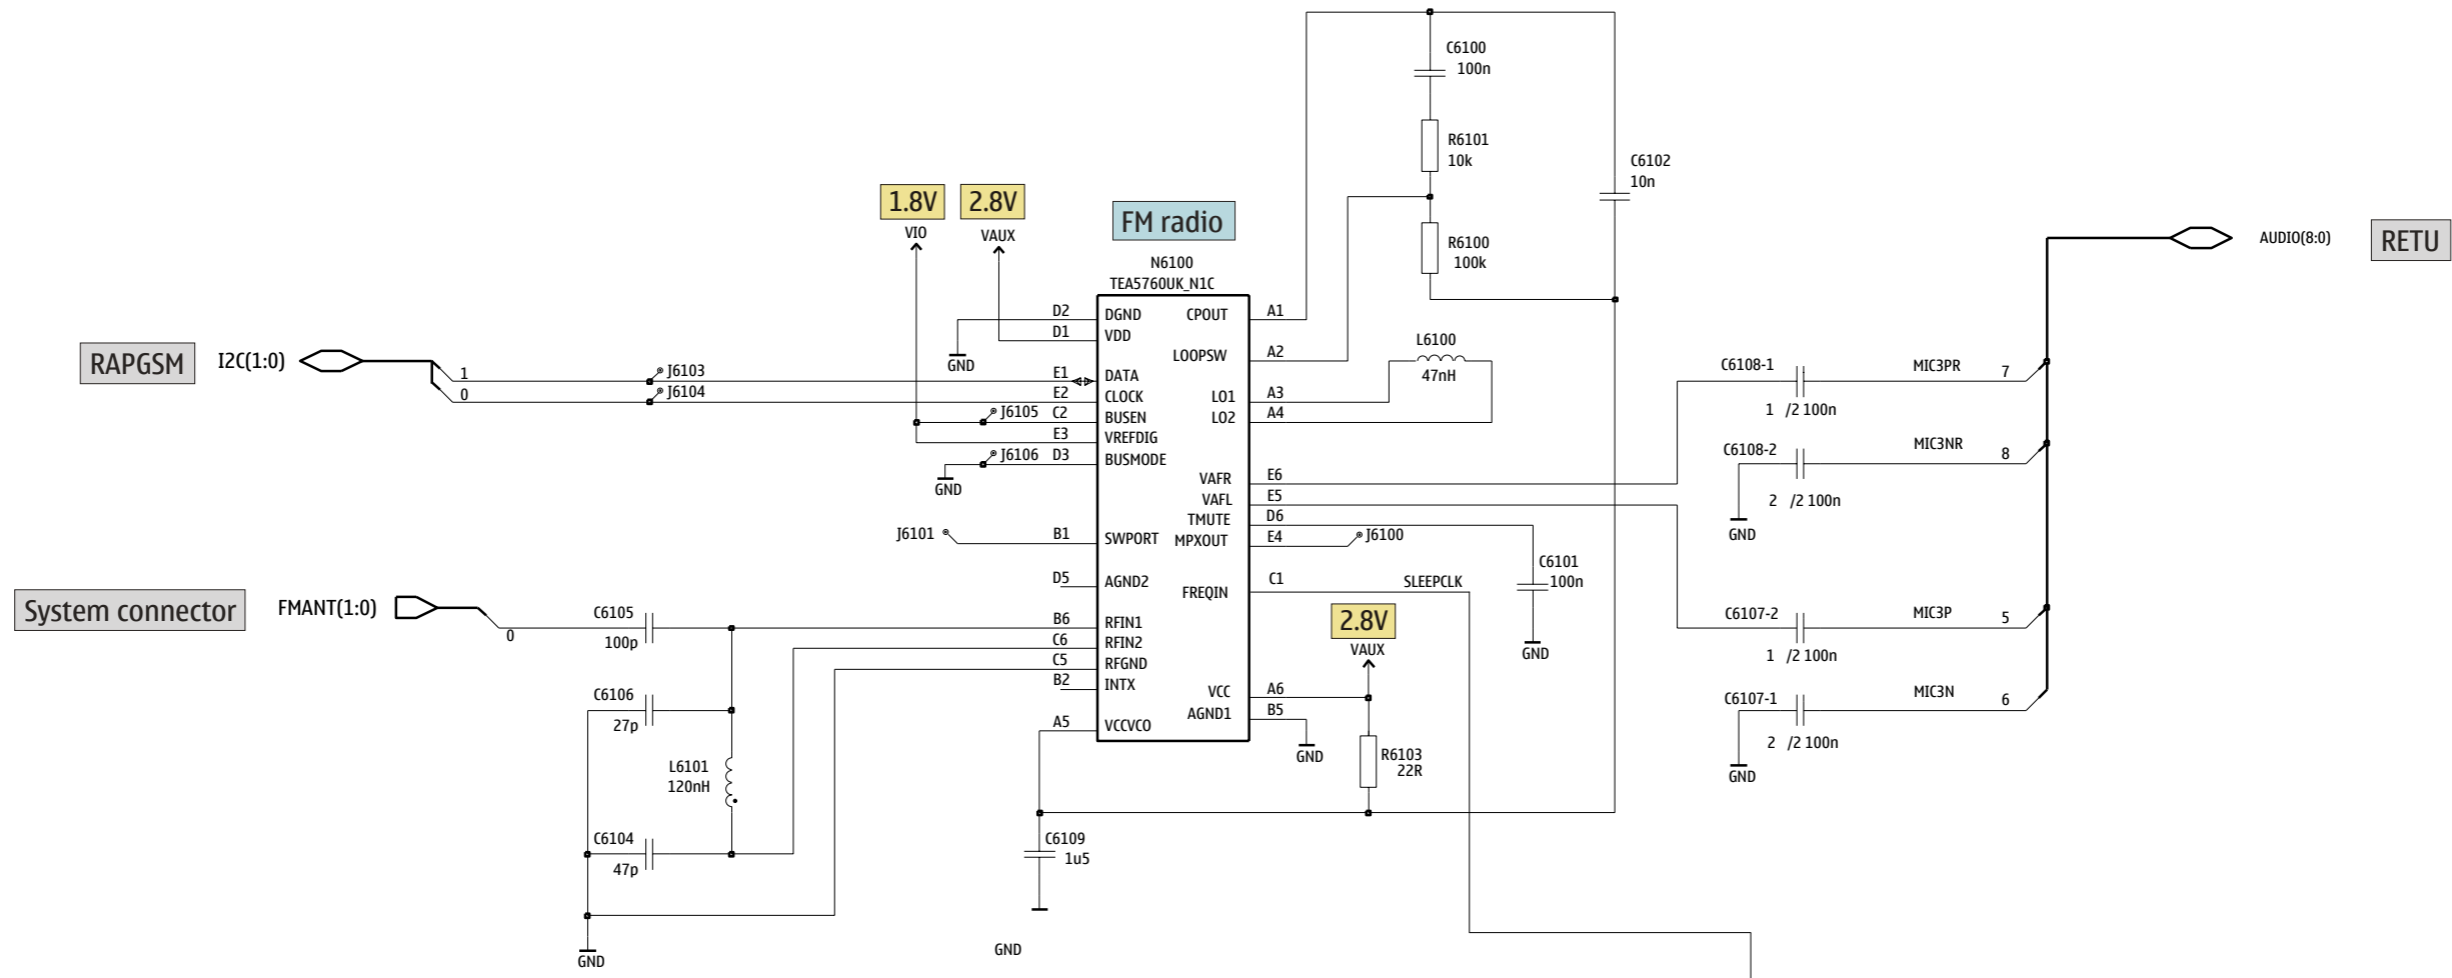 C6100
100n
R6101
10k
C6102
10n
1.8V
2.8V
VIO
VAUX
FM radio
R6100
100k
AUDIO(8:0)
RETU
N6100
TEA5760UK_N1C
D2
DGND
CPOUT
A1
D1
VDD
GND
LOOPSW
A2
L6100
47nH
RAPGSM
I2C(1:0)
1
J6103
E1
DATA
0
J6104
E2
CLOCK
LO1
A3
J6105
C2
BUSEN
LO2
A4
E3
VREFDIG
J6106
D3
BUSMODE
GND
C6108-1
MIC3PR
7
1 /2 100n
C6108-2
MIC3NR
8
2 /2 100n
GND
VAFR
E6
VAFL
E5
TMUTE
D6
MPXOUT
E4
J6100
J6101
B1
SWPORT
D5
AGND2
FREQIN
C1
SLEEPCLK
C6101
100n
GND
System connector
FMANT(1:0)
0
C6105
100p
B6
RFIN1
C6
RFIN2
C5
RFGND
B2
INTX
2.8V
VAUX
C6107-2
MIC3P
5
1 /2 100n
C6106
27p
VCC
A6
AGND1
B5
GND
A5
VCCVCO
C6107-1
MIC3N
6
2 /2 100n
GND
L6101
120nH
R6103
22R
C6104
47p
C6109
1u5
GND
GND